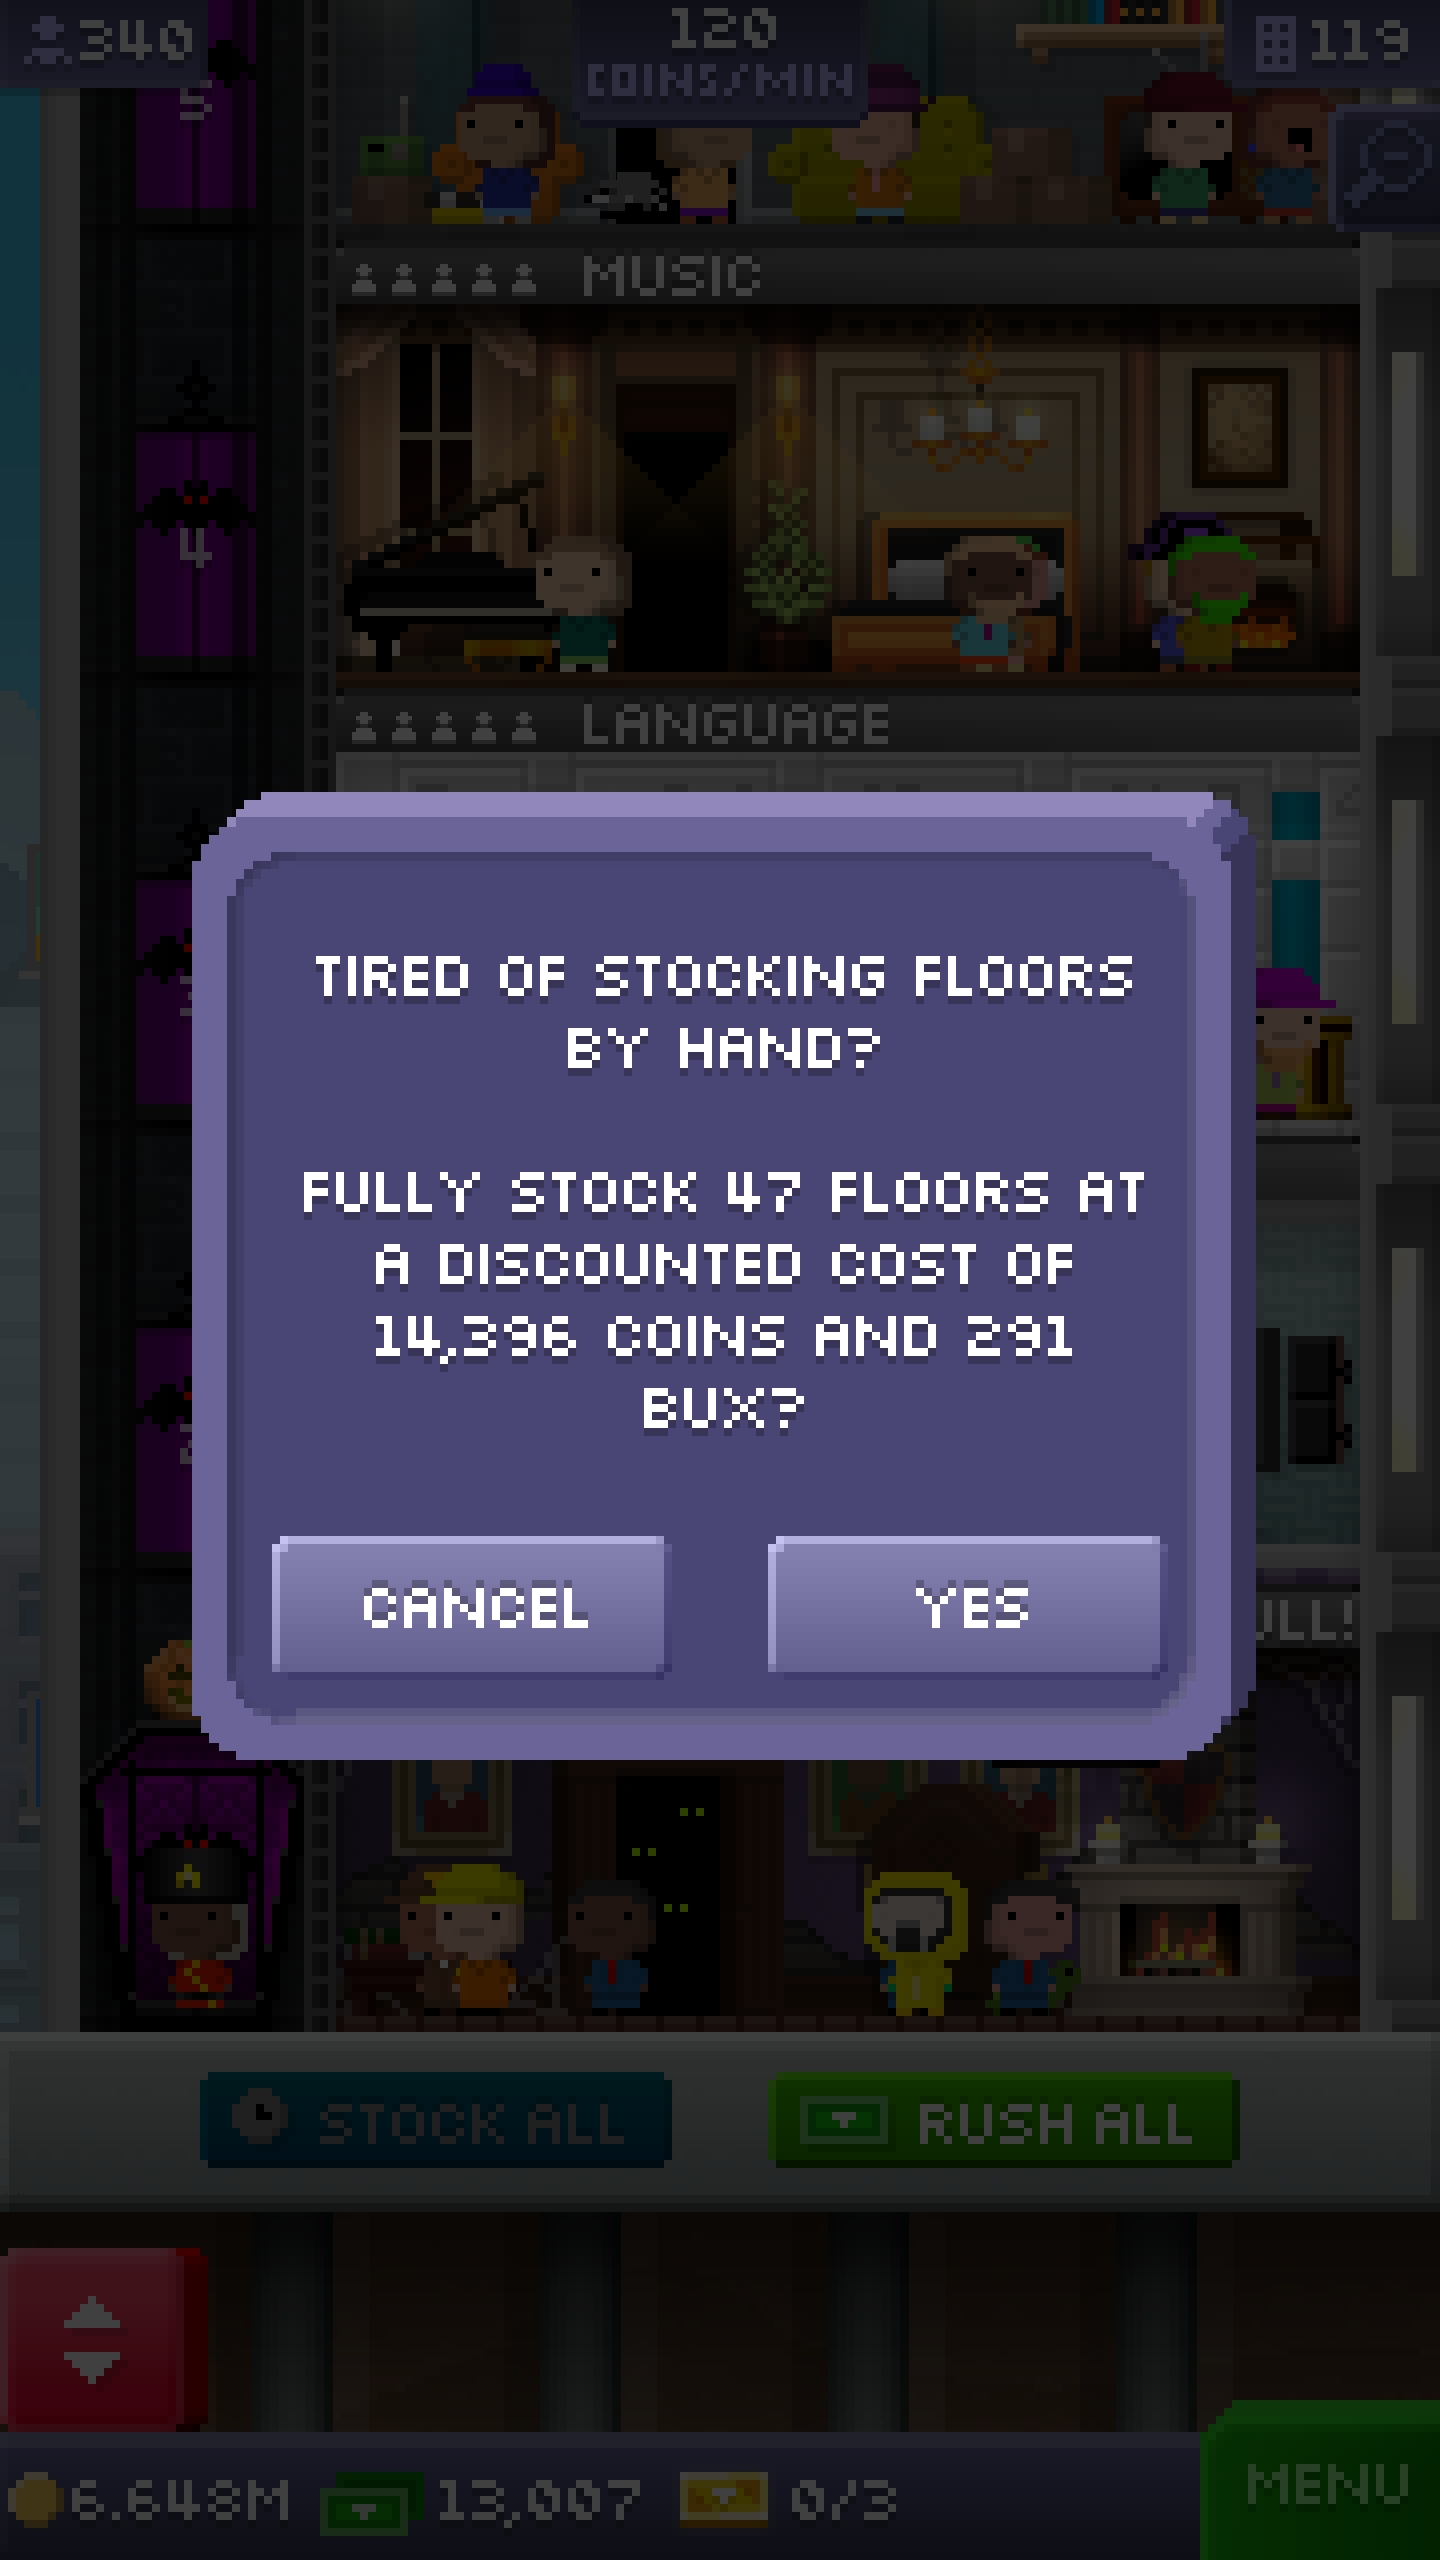 340
120
COINS/MIN
119
5
MUSIC
4
LANGUAGE
TIRED OF STOCKING FLOORS
BY HAND?
FULLY STOCK 47 FLOORS AT
A DISCOUNTED COST OF
14,396 COINS AND 291
BUX?
CANCEL
YES
ULL!
STOCK ALL
RUSH ALL
6.648M
13,007
0/3
MENU